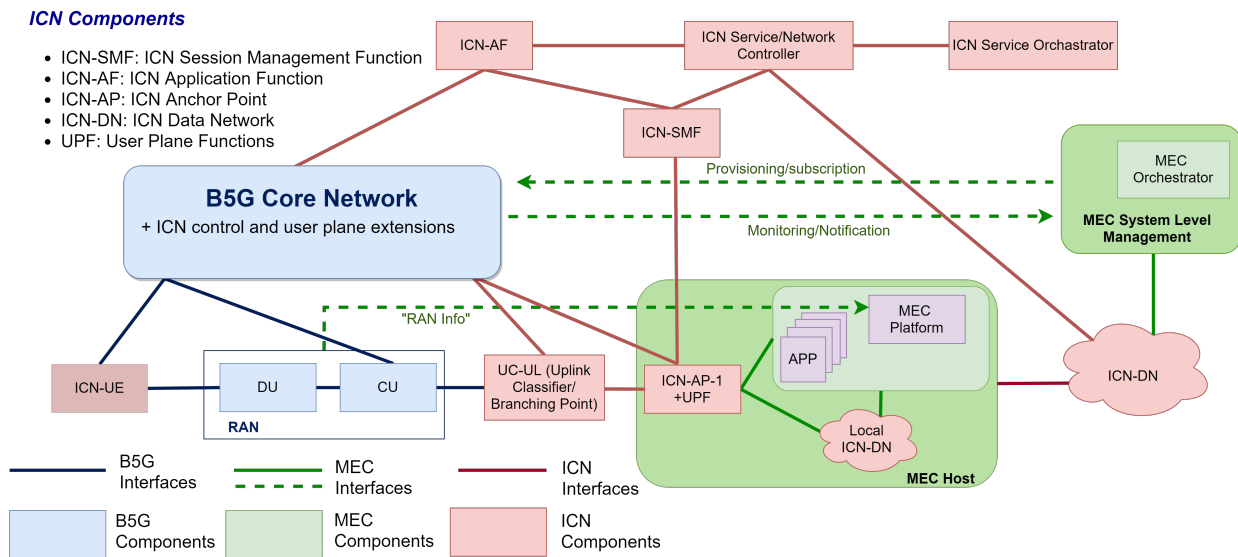 ICN Components
• ICN-SMF: ICN Session Management Function
• ICN-AF: ICN Application Function
• ICN-AP: ICN Anchor Point
• ICN-DN: ICN Data Network
• UPF: User Plane Functions
ICN-AF
ICN Service/Network
Controller
ICN Service Orchastrator
ICN-SMF
B5G Core Network
+ ICN control and user plane extensions
Provisioning/subscription
Monitoring/Notification
MEC
Orchestrator
MEC System Level
Management
"RAN Info"
MEC
Platform
APP
ICN-UE
DU
CU
RAN
UC-UL (Uplink
Classifier/
Branching Point)
ICN-AP-1
+UPF
Local
ICN-DN
MEC Host
ICN-DN
B5G
Interfaces
MEC
Interfaces
ICN
Interfaces
B5G
Components
MEC
Components
ICN
Components